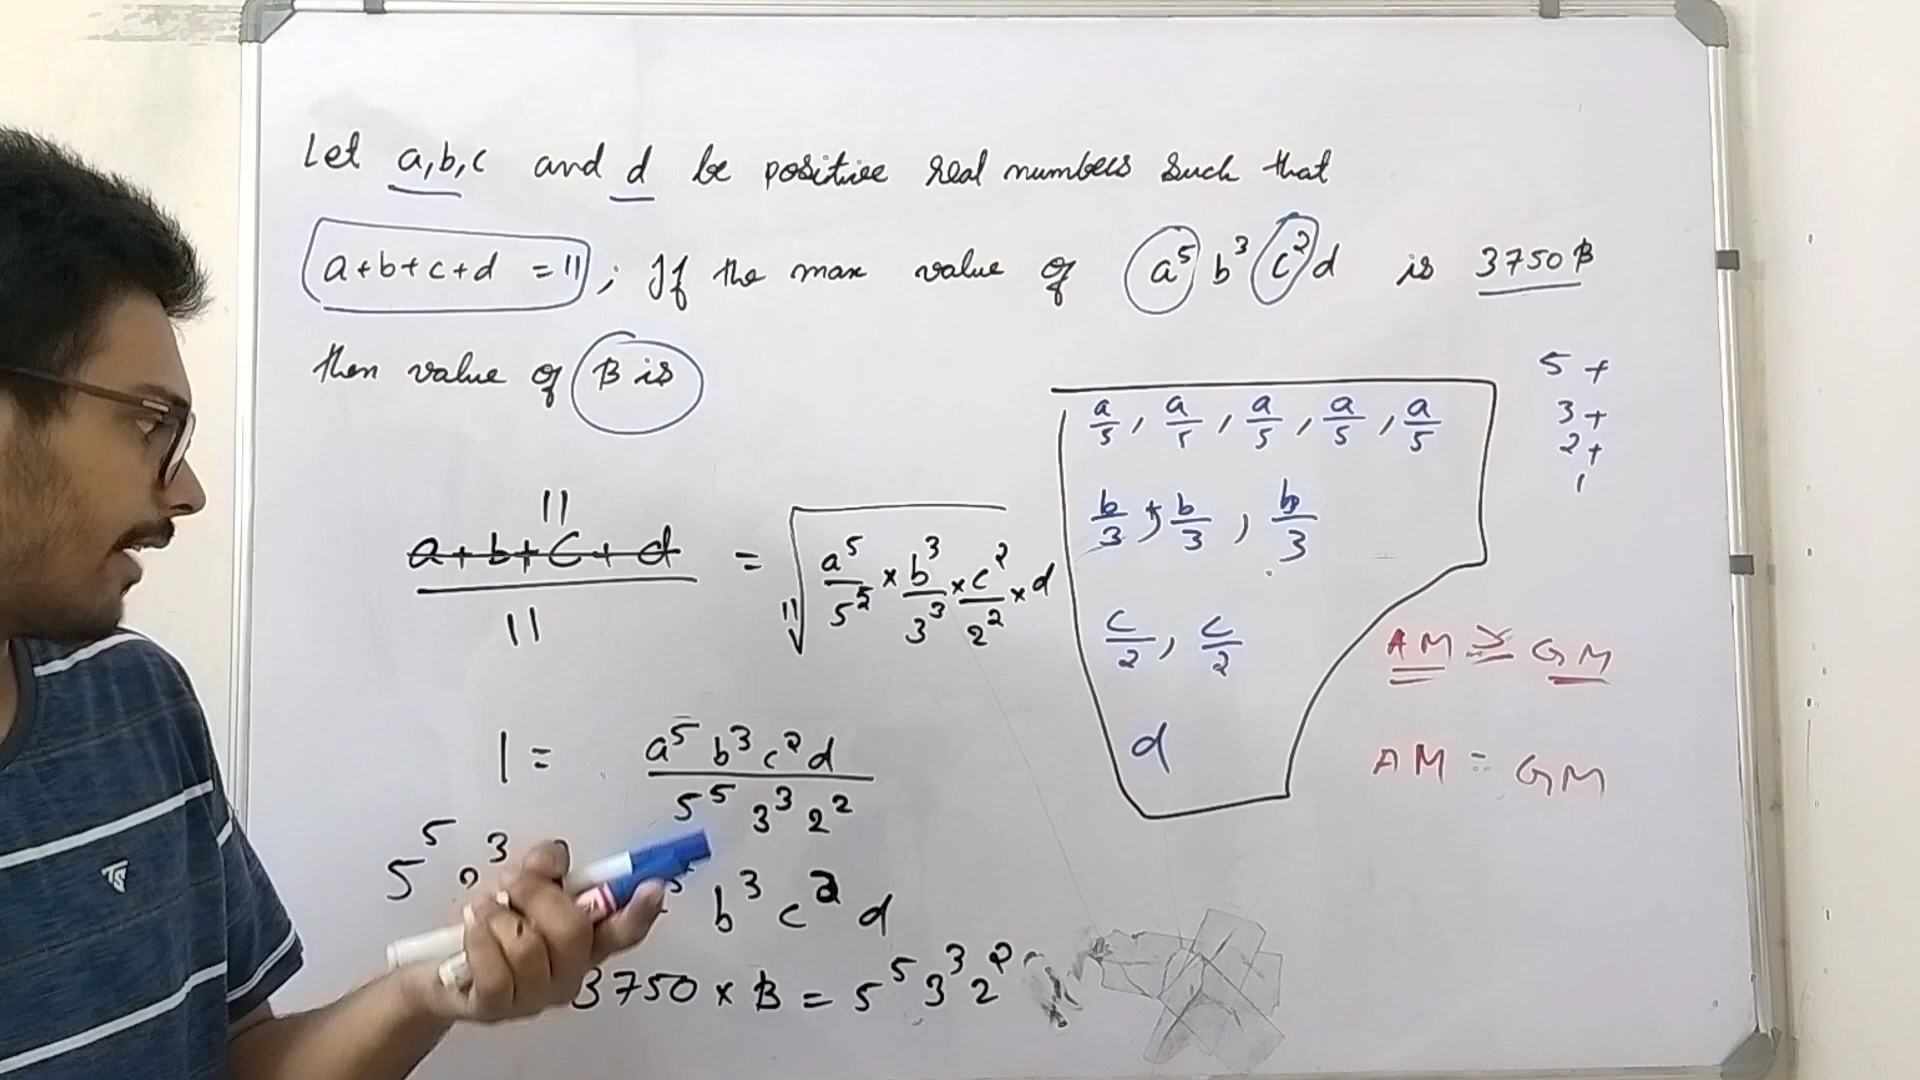 Let a,b,c and d be positive real numbers such that
a+b+c+d = 11 ; If the max value of a⁵ b³ c² d is 3750 β
then value of β is
a/5, a/5, a/5, a/5, a/5
b/3, b/3, b/3
c/2, c/2
d
5 +
3 +
2 +
1
11
a+b+c+d / 11 = ¹¹√(a⁵/5⁵ × b³/3³ × c²/2² × d)
AM ≥ GM
AM = GM
1 = a⁵ b³ c² d / 5⁵ 3³ 2²
5⁵ 3 b³ c² d
3750 × β = 5⁵ 3³ 2²
TS